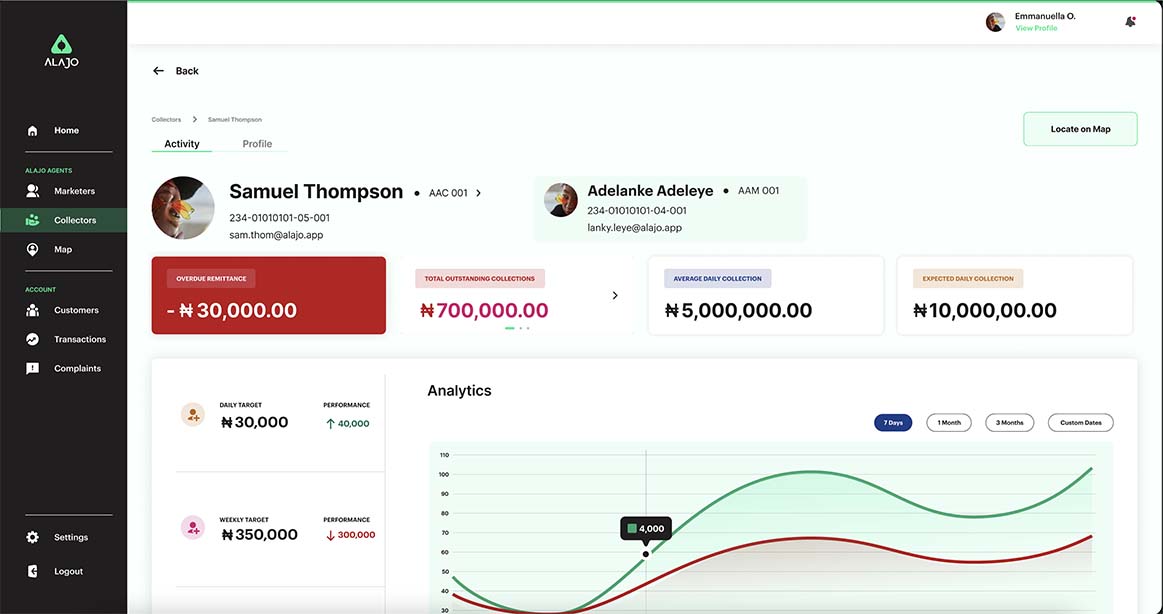 Emmanuella O.
View Profile
ALAJO
Back
Home
ALAJO AGENTS
Marketers
Collectors
Map
ACCOUNT
Customers
Transactions
Complaints
Settings
Logout
Collectors > Samuel Thompson
Locate on Map
Activity Profile
Samuel Thompson • AAC 001 >
234-01010101-05-001
sam.thom@alajo.app
Adelanke Adeleye • AAM 001
234-01010101-04-001
lanky.leye@alajo.app
OVERDUE REMITTANCE
- ₦ 30,000.00
TOTAL OUTSTANDING COLLECTIONS
₦700,000.00
AVERAGE DAILY COLLECTION
₦5,000,000.00
EXPECTED DAILY COLLECTION
₦10,000,00.00
DAILY TARGET PERFORMANCE
₦30,000 ↑ 40,000
WEEKLY TARGET PERFORMANCE
₦350,000 ↓ 300,000
Analytics
7 Days 1 Month 3 Months Custom Dates
110
100
90
80
70
60
50
40
30
4,000